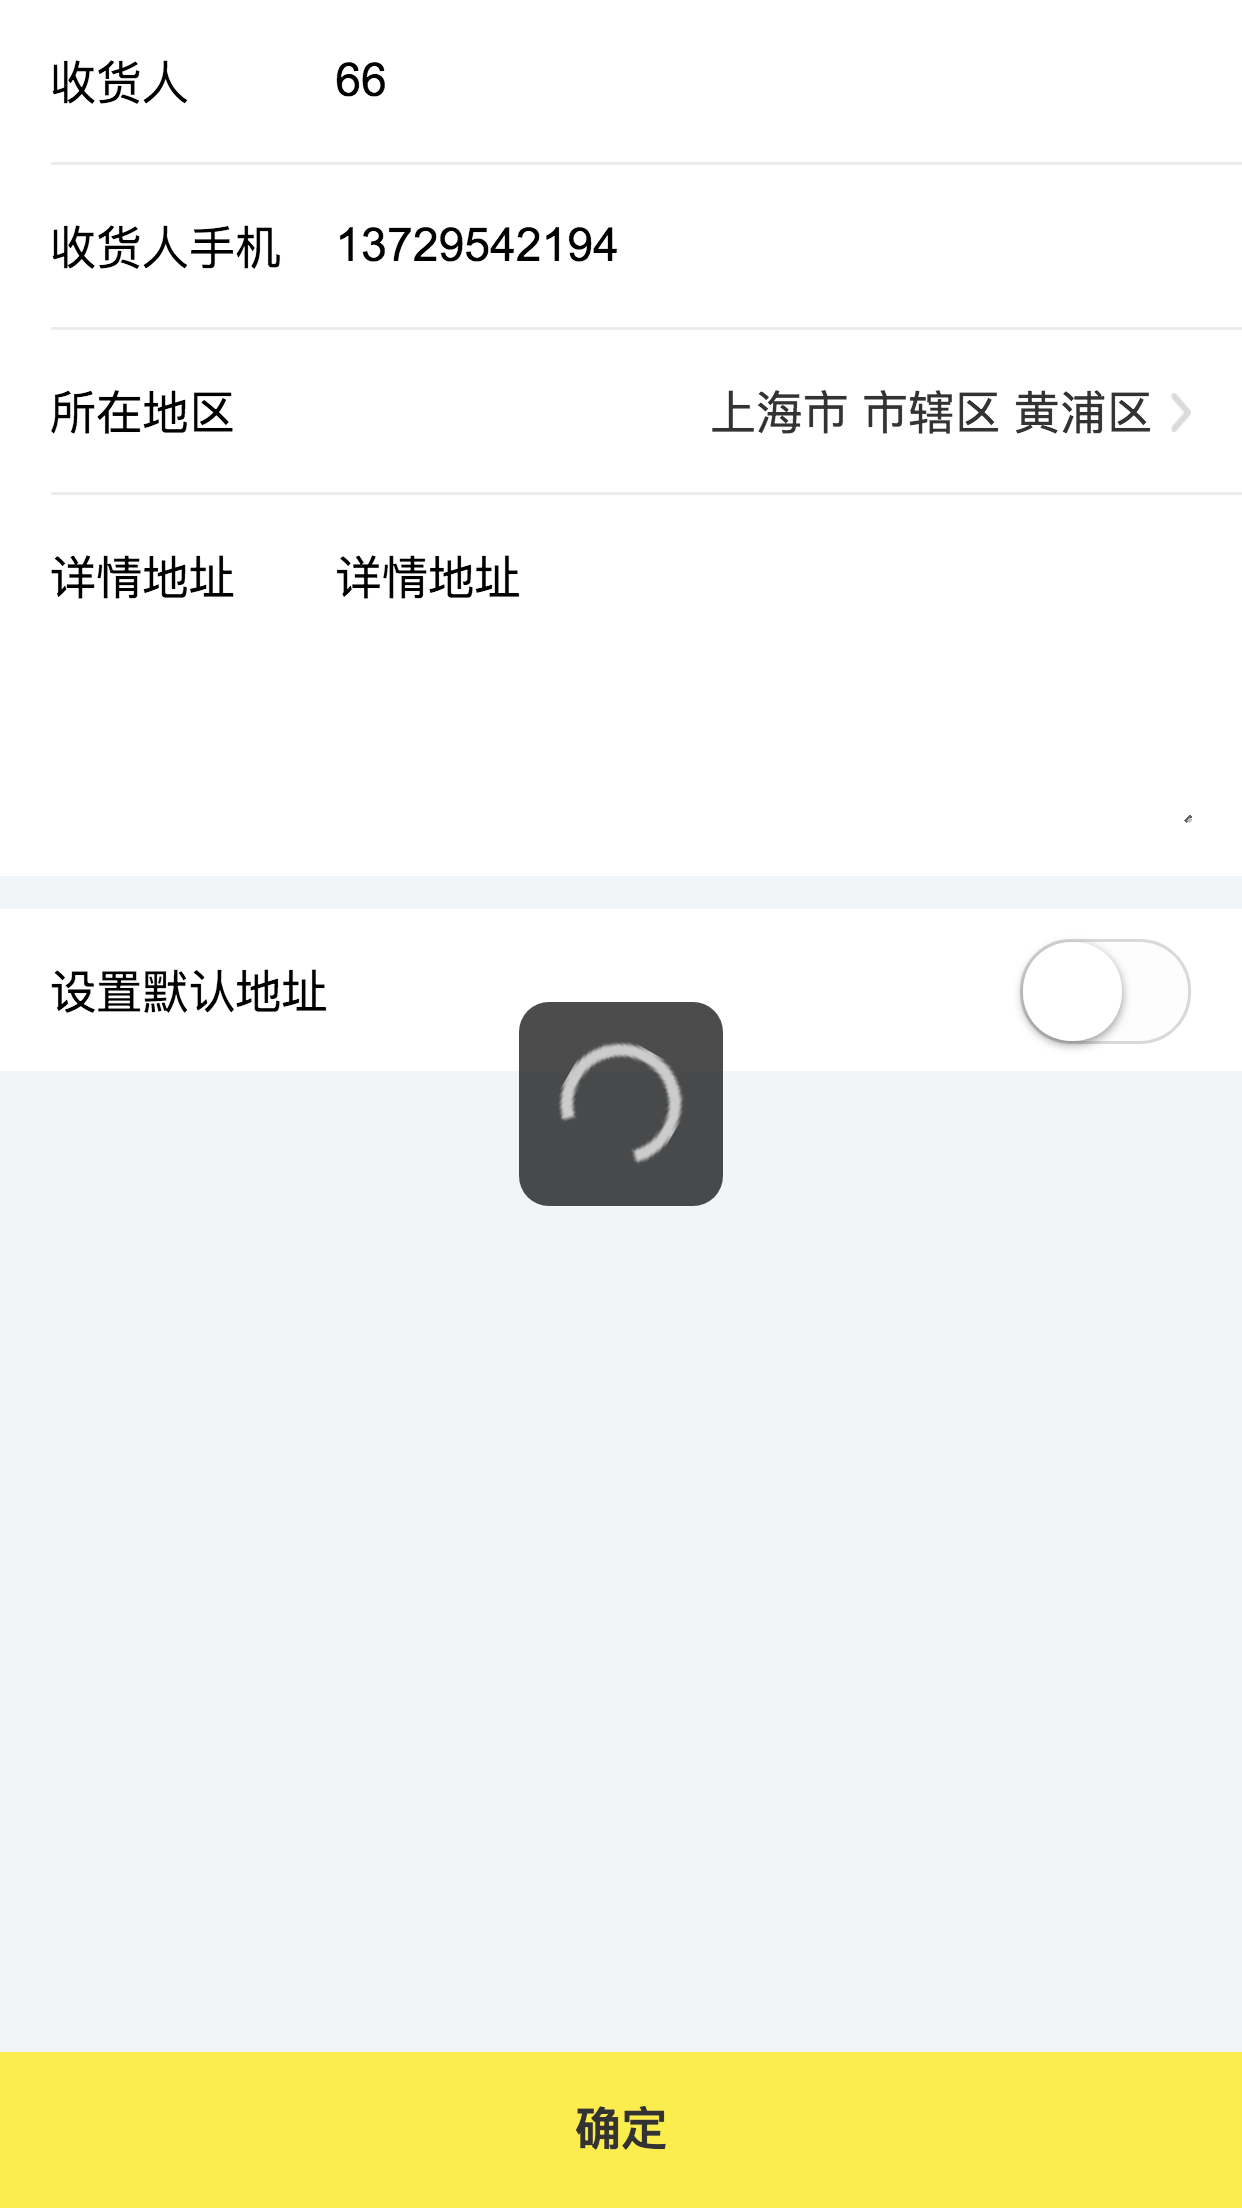 收货人 66
收货人手机 13729542194
所在地区 上海市 市辖区 黄浦区
详情地址 详情地址
设置默认地址
确定